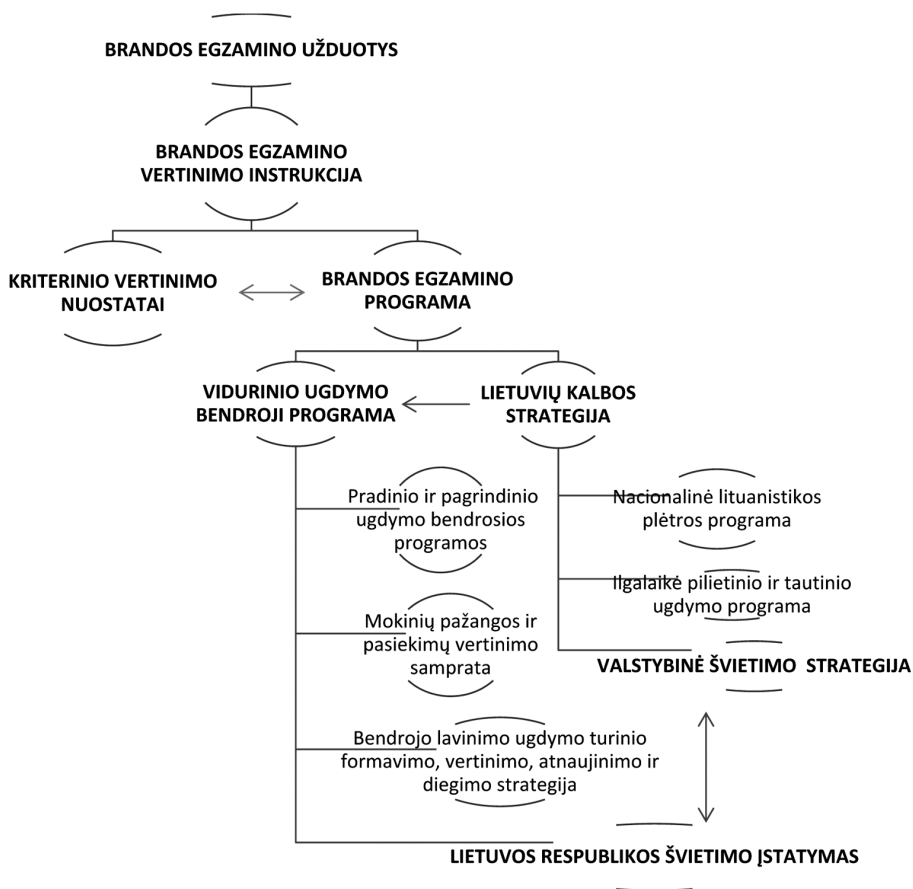 BRANDOS EGZAMINO UŽDUOTYS
BRANDOS EGZAMINO
VERTINIMO INSTRUKCIJA
KRITERINIO VERTINIMO
NUOSTATAI
BRANDOS EGZAMINO
PROGRAMA
VIDURINIO UGDYMO
BENDROJI PROGRAMA
LIETUVIŲ KALBOS
STRATEGIJA
Pradinio ir pagrindinio
ugdymo bendrosios
programos
Nacionalinė lituanistikos
plėtros programa
Ilgalaikė pilietinio ir tautinio
ugdymo programa
Mokinių pažangos ir
pasiekimų vertinimo
samprata
VALSTYBINĖ ŠVIETIMO STRATEGIJA
Bendrojo lavinimo ugdymo turinio
formavimo, vertinimo, atnaujinimo ir
diegimo strategija
LIETUVOS RESPUBLIKOS ŠVIETIMO ĮSTATYMAS